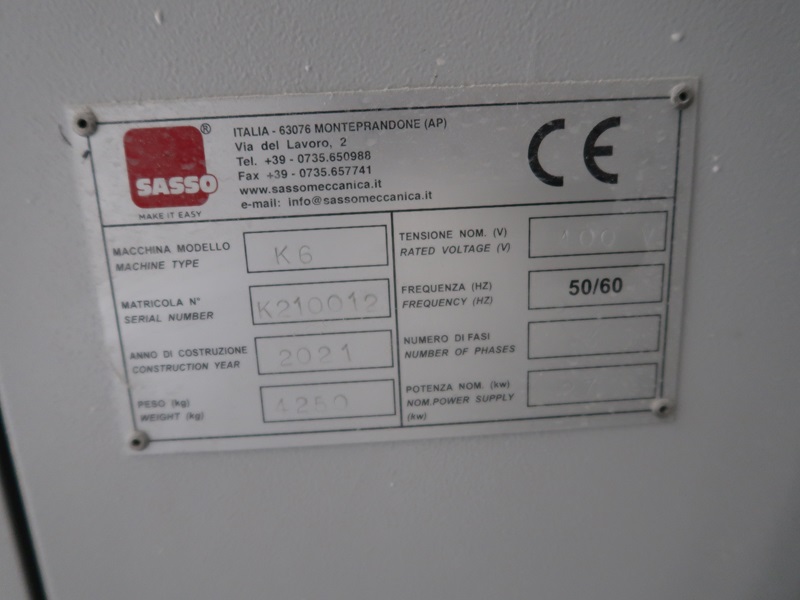 SASSO®
MAKE IT EASY
ITALIA - 63076 MONTEPRANDONE (AP)
Via del Lavoro, 2
Tel. +39 - 0735.650988
Fax +39 - 0735.657741
www.sassomeccanica.it
e-mail: info@sassomeccanica.it
CE
MACCHINA MODELLO
MACHINE TYPE
K6
MATRICOLA N°
SERIAL NUMBER
K210012
ANNO DI COSTRUZIONE
CONSTRUCTION YEAR
2021
PESO (kg)
WEIGHT (kg)
4250
TENSIONE NOM. (V)
RATED VOLTAGE (V)
FREQUENZA (HZ)
FREQUENCY (HZ)
50/60
NUMERO DI FASI
NUMBER OF PHASES
POTENZA NOM. (kw)
NOM.POWER SUPPLY
(kw)